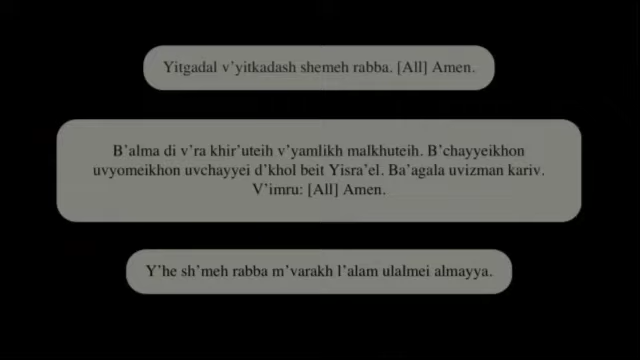 Yitgadal v’yitkadash shemeh rabba. [All] Amen.
B’alma di v’ra khir’uteih v’yamlikh malkhuteih. B’chayyeikhon
uvyomeikhon uvchayyei d’khol beit Yisra’el. Ba’agala uvizman kariv.
V’imru: [All] Amen.
Y’he sh’meh rabba m’varakh l’alam ulalmei almayya.